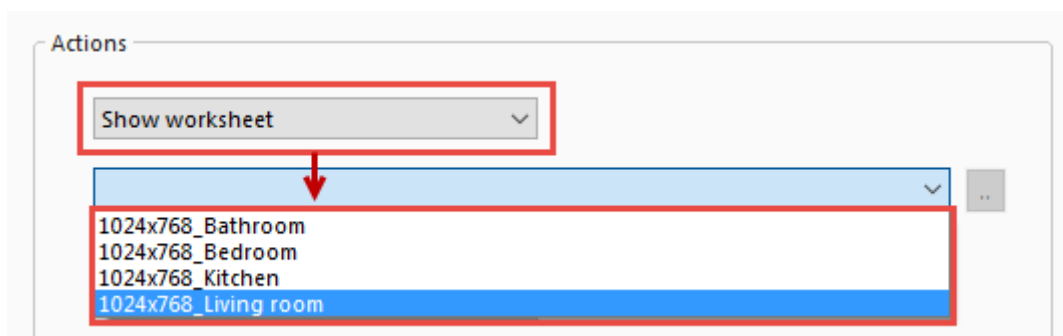 Actions
Show worksheet
..
1024x768_Bathroom
1024x768_Bedroom
1024x768_Kitchen
1024x768_Living room